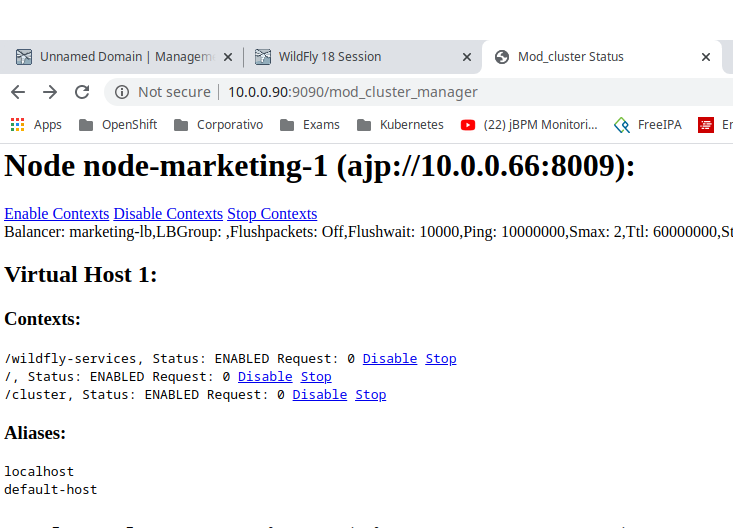 Unnamed Domain | Managem
WildFly 18 Session
Mod_cluster Status
Not secure | 10.0.0.90:9090/mod_cluster_manager
Apps OpenShift Corporativo Exams Kubernetes (22) jBPM Monitori... FreeIPA Er
Node node-marketing-1 (ajp://10.0.0.66:8009):
Enable Contexts Disable Contexts Stop Contexts
Balancer: marketing-lb,LBGroup: ,Flushpackets: Off,Flushwait: 10000,Ping: 10000000,Smax: 2,Ttl: 60000000,St
Virtual Host 1:
Contexts:
/wildfly-services, Status: ENABLED Request: 0 Disable Stop
/, Status: ENABLED Request: 0 Disable Stop
/cluster, Status: ENABLED Request: 0 Disable Stop
Aliases:
localhost
default-host